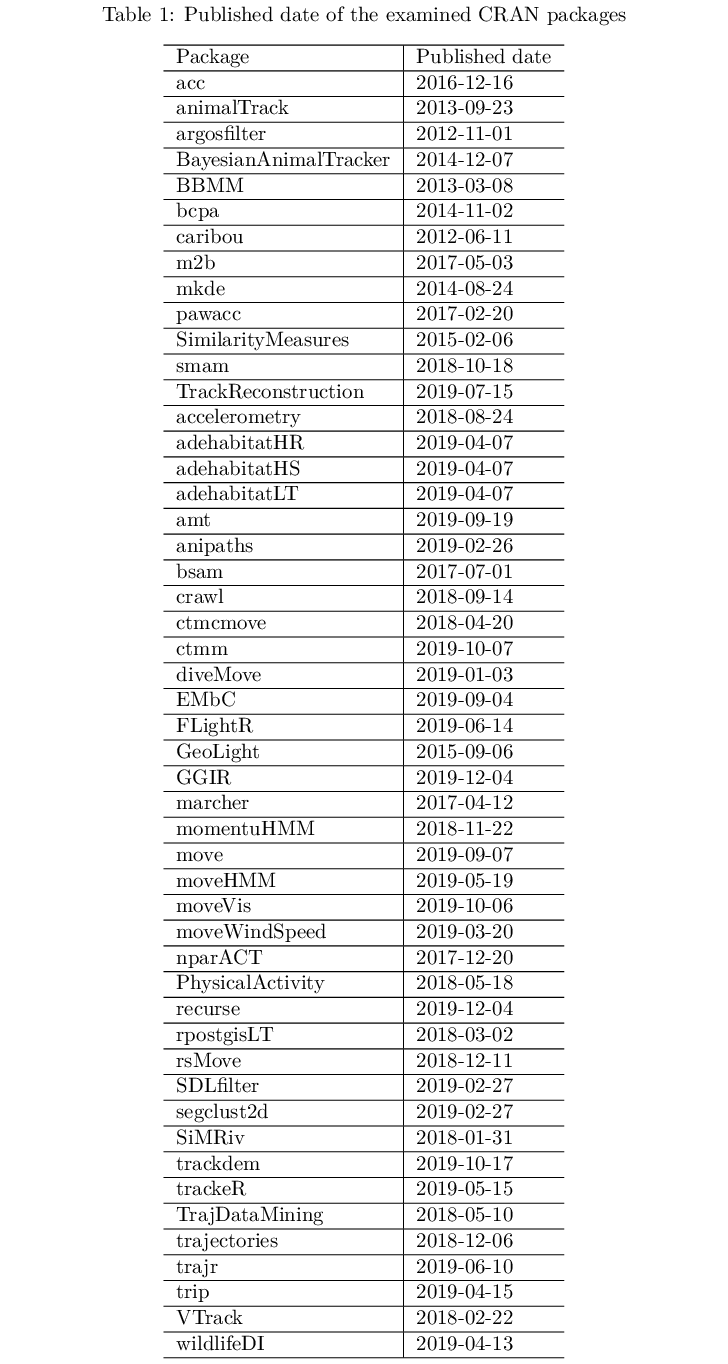 Table 1: Published date of the examined CRAN packages
Package Published date
acc 2016-12-16
animalTrack 2013-09-23
argosfilter 2012-11-01
BayesianAnimalTracker 2014-12-07
BBMM 2013-03-08
bcpa 2014-11-02
caribou 2012-06-11
m2b 2017-05-03
mkde 2014-08-24
pawacc 2017-02-20
SimilarityMeasures 2015-02-06
smam 2018-10-18
TrackReconstruction 2019-07-15
accelerometry 2018-08-24
adehabitatHR 2019-04-07
adehabitatHS 2019-04-07
adehabitatLT 2019-04-07
amt 2019-09-19
anipaths 2019-02-26
bsam 2017-07-01
crawl 2018-09-14
ctmcmove 2018-04-20
ctmm 2019-10-07
diveMove 2019-01-03
EMbC 2019-09-04
FLightR 2019-06-14
GeoLight 2015-09-06
GGIR 2019-12-04
marcher 2017-04-12
momentuHMM 2018-11-22
move 2019-09-07
moveHMM 2019-05-19
moveVis 2019-10-06
moveWindSpeed 2019-03-20
nparACT 2017-12-20
PhysicalActivity 2018-05-18
recurse 2019-12-04
rpostgisLT 2018-03-02
rsMove 2018-12-11
SDLfilter 2019-02-27
segclust2d 2019-02-27
SiMRiv 2018-01-31
trackdem 2019-10-17
trackeR 2019-05-15
TrajDataMining 2018-05-10
trajectories 2018-12-06
trajr 2019-06-10
trip 2019-04-15
VTrack 2018-02-22
wildlifeDI 2019-04-13